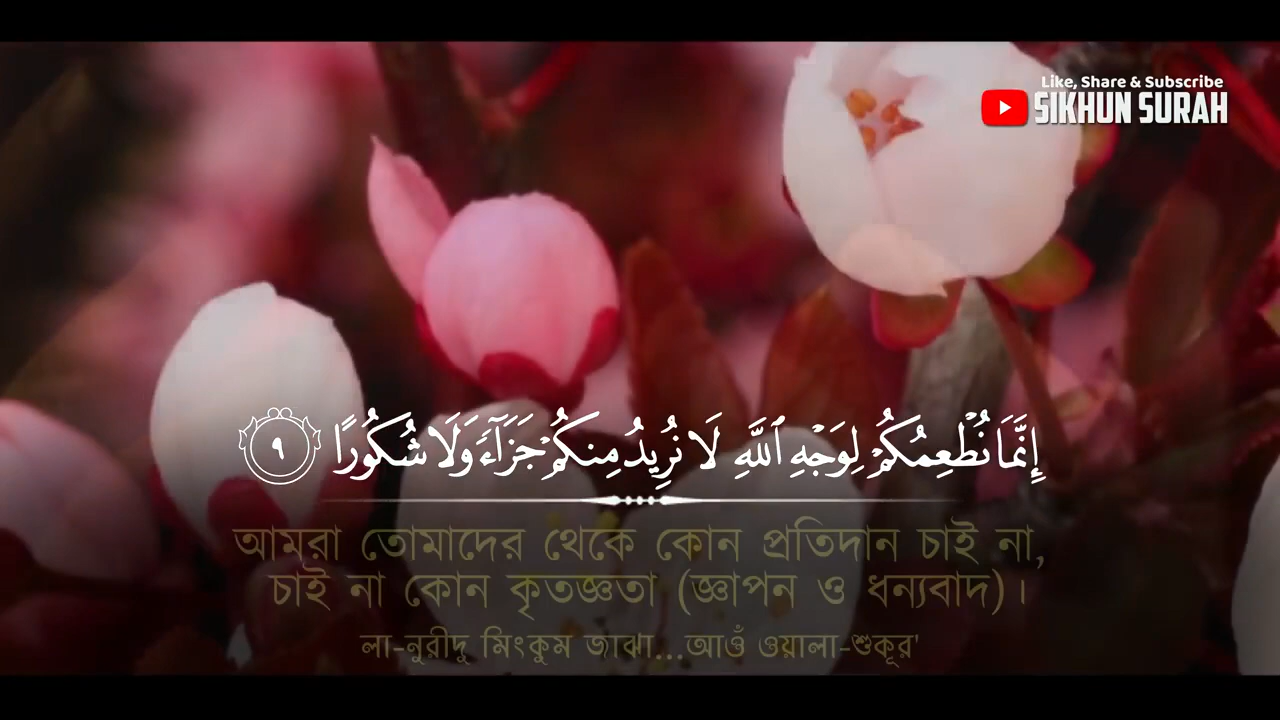 Like, Share & Subscribe
SIKHUN SURAH
إِنَّمَا نُطْعِمُكُمْ لِوَجْهِ ٱللَّهِ لَا نُرِيدُ مِنكُمْ جَزَآءً وَلَا شُكُورًا ٩
আমরা তোমাদের থেকে কোন প্রতিদান চাই না,
চাই না কোন কৃতজ্ঞতা (জ্ঞাপন ও ধন্যবাদ)।
লা-নুরীদু মিংকুম জাঝা...আওঁ ওয়ালা-শুকূর'